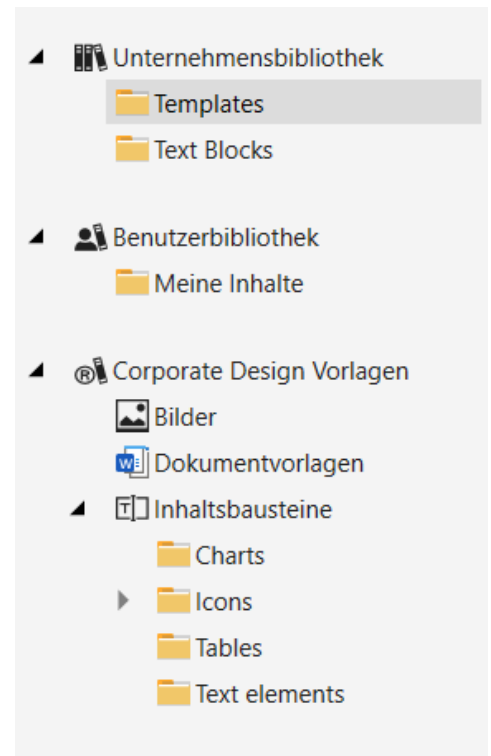 Unternehmensbibliothek
Templates
Text Blocks
Benutzerbibliothek
Meine Inhalte
® Corporate Design Vorlagen
Bilder
W Dokumentvorlagen
T Inhaltsbausteine
Charts
Icons
Tables
Text elements